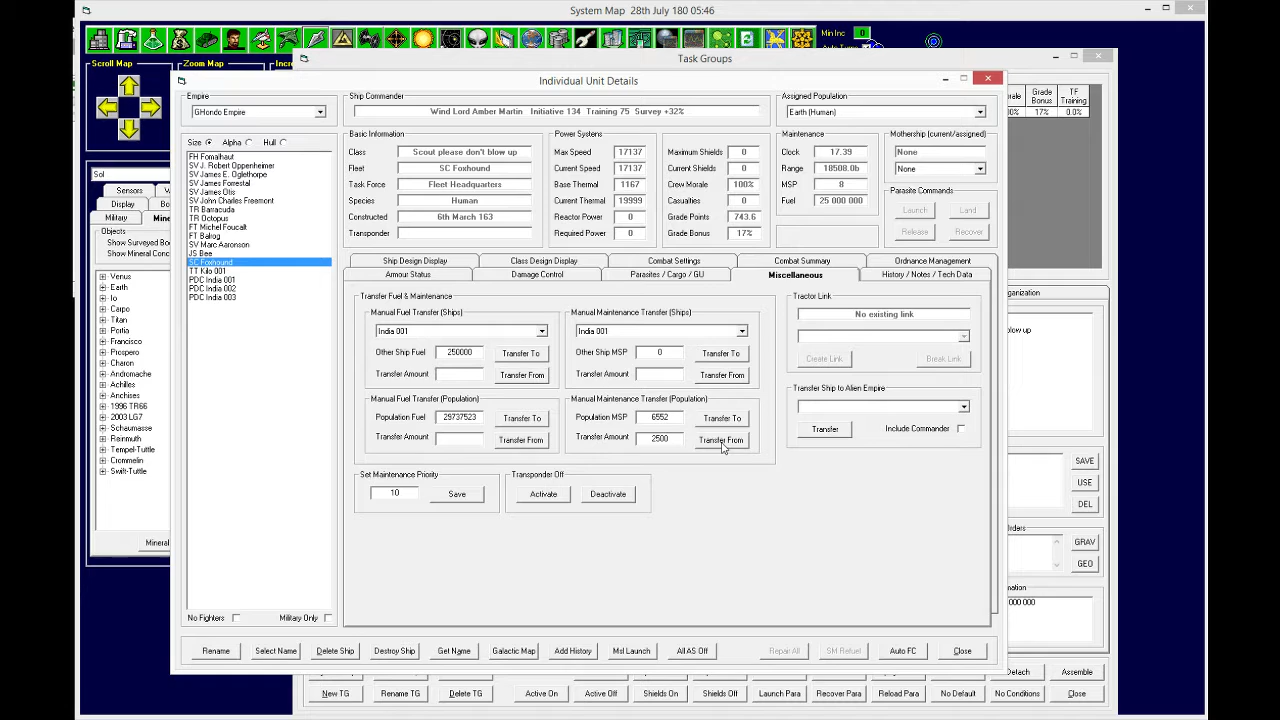 System Map 28th July 180 05:46
Min Inc
0
Scroll Map
Zoom Map
Task Groups
Individual Unit Details
Empire
GHondo Empire
Ship Commander
Wind Lord Amber Martin Initiative 134 Training 75 Survey +32%
Assigned Population
Earth (Human)
Grade Bonus
TF Training
17%
0.0%
Size
Alpha
Hull
FH Fomalhaut
SV J. Robert Oppenheimer
SV James E. Oglethorpe
SV James Forrestal
SV James Otis
SV John Charles Freemont
TR Barracuda
TR Octopus
FT Michel Foucalt
FT Balrog
SV Marc Aaronson
JS Bee
SC Foxhound
TT Kilo 001
PDC India 001
PDC India 002
PDC India 003
Basic Information
Class
Scout please don't blow up
Fleet
SC Foxhound
Task Force
Fleet Headquarters
Species
Human
Constructed
6th March 163
Transponder
Power Systens
Max Speed
17137
Current Speed
17137
Base Thermal
1167
Current Thermal
19999
Reactor Power
0
Required Power
0
Maximum Shields
0
Current Shields
0
Crew Morale
100%
Casualties
0
Grade Points
743.6
Grade Bonus
17%
Maintenance
Clock
17.39
Range
18508.0b
MSP
8
Fuel
25 000 000
Mothership (current/assigned)
None
None
Parasite Commands
Launch
Land
Release
Recover
Sol
Sensors
Display
Military
Objects
Show Surveyed Bo
Show Mineral Conc
Venus
Earth
Io
Carpo
Titan
Portia
Francisco
Prospero
Charon
Andromache
Achilles
Anchises
1996 TR66
2003 LG7
Schaumasse
Reinmuth
Tempel-Tuttle
Crommelin
Swift-Tuttle
Mineral
Ship Design Display
Class Design Display
Combat Settings
Combat Summary
Ordnance Management
Armour Status
Damage Control
Parasites / Cargo / GU
Miscellaneous
History / Notes / Tech Data
Transfer Fuel & Maintenance
Manual Fuel Transfer (Ships)
India 001
Other Ship Fuel
250000
Transfer To
Transfer Amount
Transfer From
Manual Maintenance Transfer (Ships)
India 001
Other Ship MSP
0
Transfer To
Transfer Amount
Transfer From
Manual Fuel Transfer (Population)
Population Fuel
29737523
Transfer To
Transfer Amount
Transfer From
Manual Maintenance Transfer (Population)
Population MSP
6552
Transfer To
Transfer Amount
2500
Transfer From
Tractor Link
No existing link
Create Link
Break Link
Transfer Ship to Alien Empire
Transfer
Include Commander
Set Maintenance Priority
10
Save
Transponder Off
Activate
Deactivate
No Fighters
Military Only
Rename
Select Name
Delete Ship
Destroy Ship
Get Name
Galactic Map
Add History
Msl Launch
All AS Off
Repair All
SM Refuel
Auto FC
Close
SAVE
USE
DEL
GRAV
GEO
Detach
Assemble
New TG
Rename TG
Delete TG
Active On
Active Off
Shields On
Shields Off
Launch Para
Recover Para
Reload Para
No Default
No Conditions
Close